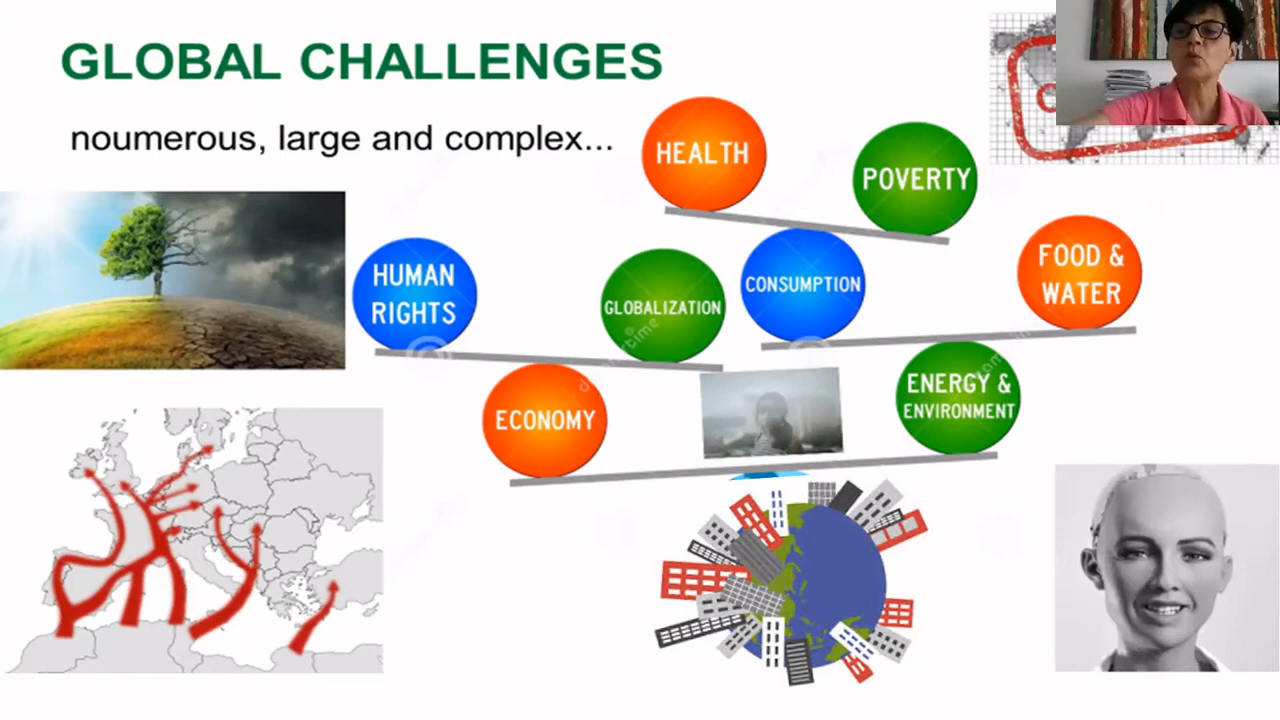 GLOBAL CHALLENGES
noumerous, large and complex...
HEALTH
POVERTY
HUMAN
RIGHTS
GLOBALIZATION
CONSUMPTION
FOOD &
WATER
ECONOMY
ENERGY &
ENVIRONMENT